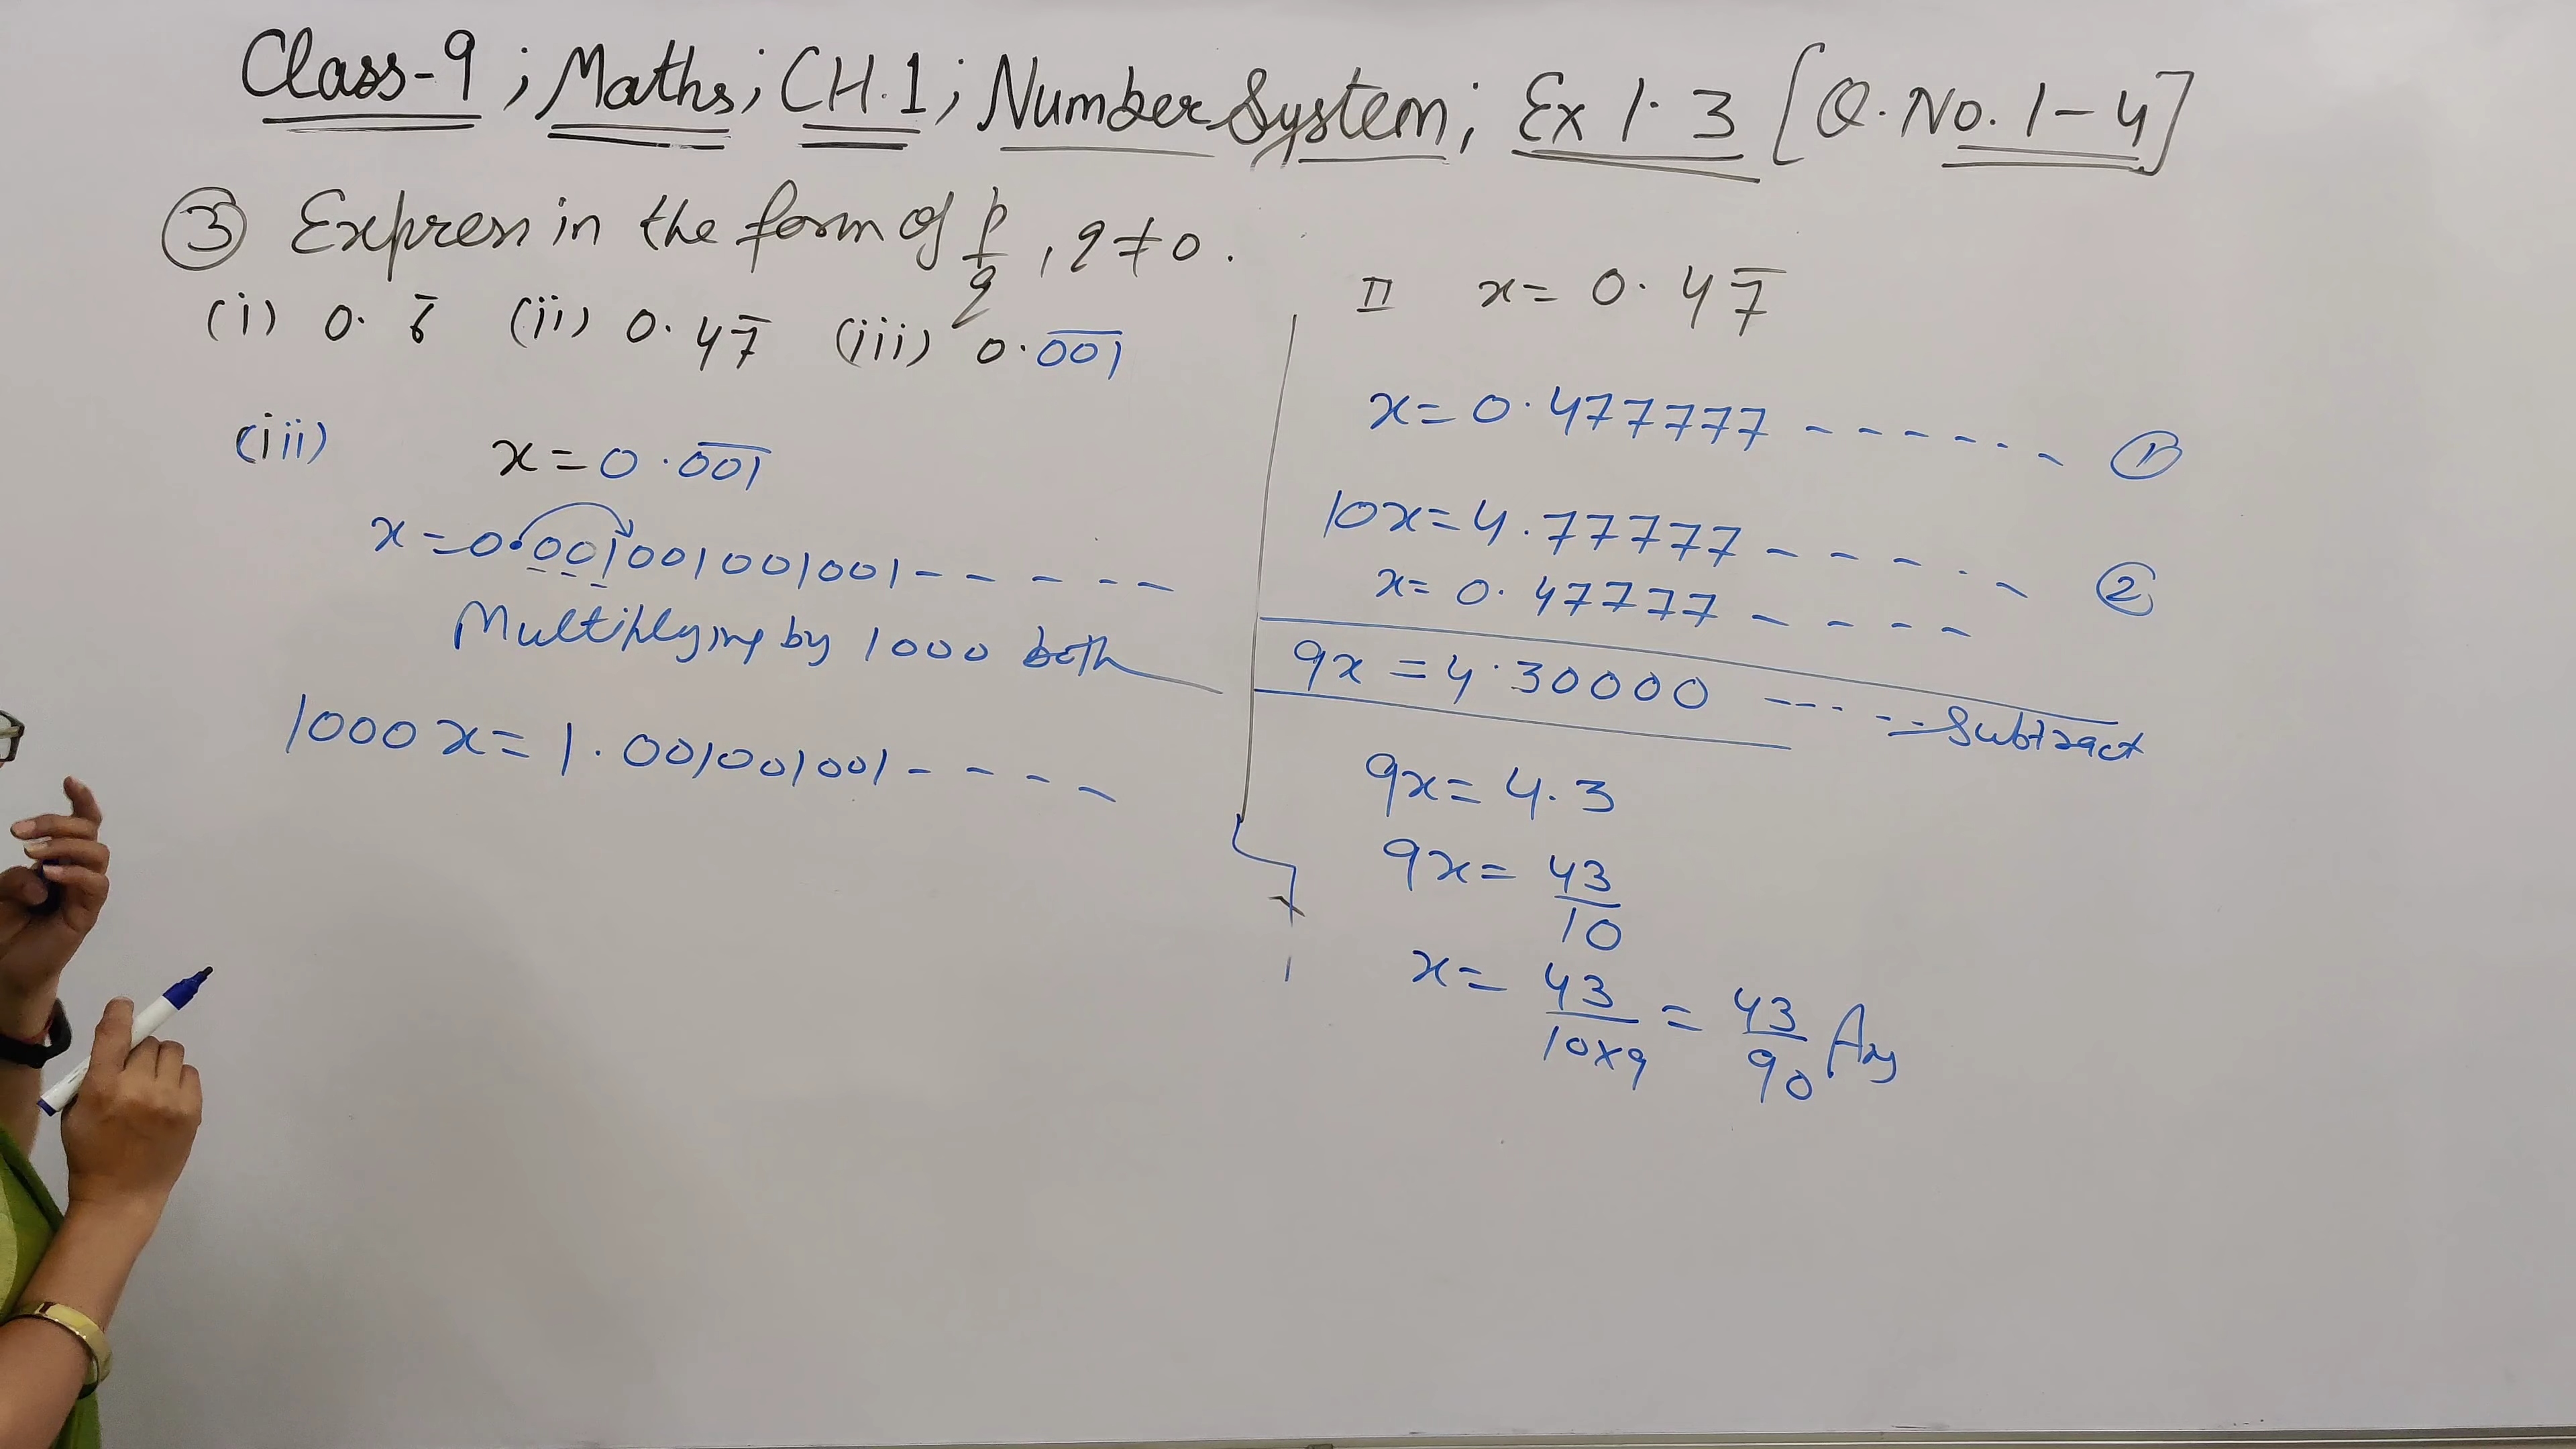 Class-9 ; Maths; CH.1; Number System; Ex 1.3 [Q.No. 1-4]
③ Express in the form of p/q , q≠0.
(i) 0.6̅ (ii) 0.47̅ (iii) 0.0̅0̅1̅
(iii) x=0.0̅0̅1̅
x=0.001001001001-----
Multiplying by 1000 both
1000x=1.001001001----
II x=0.47̅
x=0.477777------ ①
10x=4.77777----- ②
x=0.47777----
9x=4.30000 ------Subtract
9x=4.3
9x=43/10
x=43/10×9=43/90 Ans